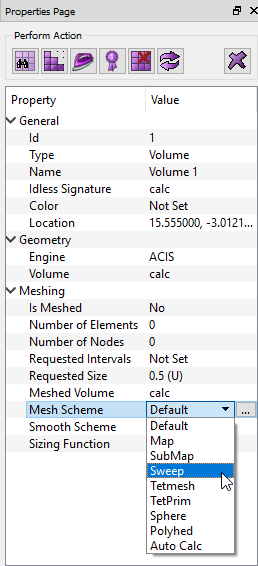 Properties Page
Perform Action
Property Value
General
Id 1
Type Volume
Name Volume 1
Idless Signature calc
Color Not Set
Location 15.555000, -3.0121...
Geometry
Engine ACIS
Volume calc
Meshing
Is Meshed No
Number of Elements 0
Number of Nodes 0
Requested Intervals Not Set
Requested Size 0.5 (U)
Meshed Volume calc
Mesh Scheme Default ...
Smooth Scheme Default
Sizing Function Map
SubMap
Sweep
Tetmesh
TetPrim
Sphere
Polyhed
Auto Calc